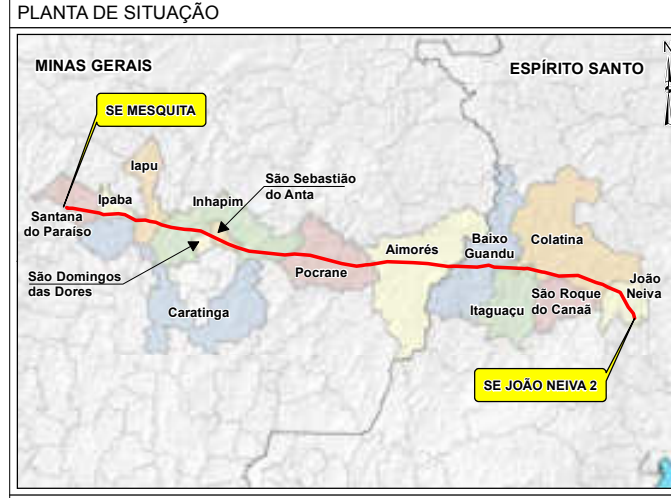 PLANTA DE SITUAÇÃO
MINAS GERAIS
ESPÍRITO SANTO
N
SE MESQUITA
Iapu
São Sebastião
do Anta
Ipaba
Inhapim
Santana
do Paraíso
Aimorés
Baixo
Guandu
Colatina
São Domingos
das Dores
Pocrane
João
Neiva
São Roque
do Canaã
Caratinga
Itaguaçu
SE JOÃO NEIVA 2